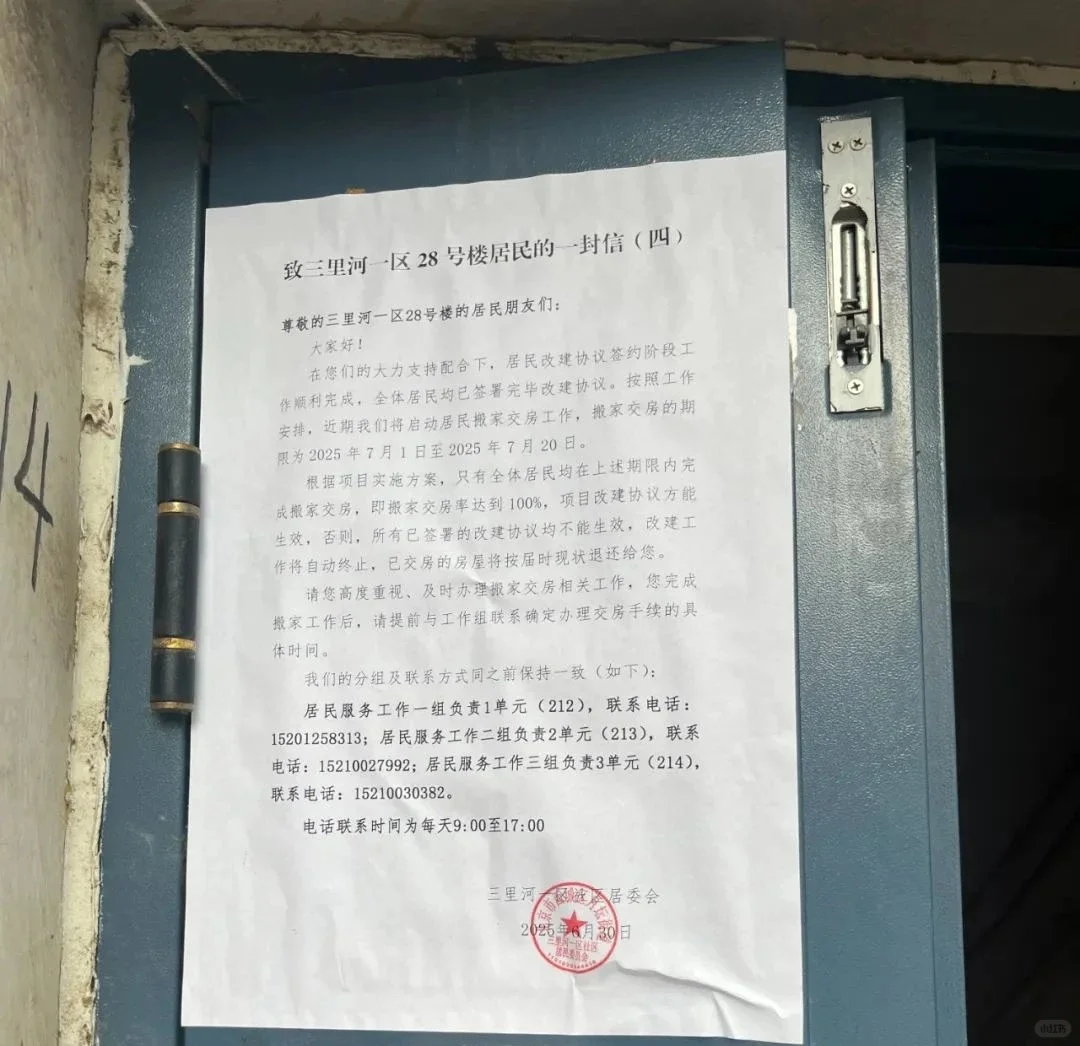 致三里河一区 28 号楼居民的一封信（四）
尊敬的三里河一区28号楼的居民朋友们：
大家好！
在您们的大力支持配合下，居民改建协议签约阶段工
作顺利完成，全体居民均已签署完毕改建协议。按照工作
安排，近期我们将启动居民搬家交房工作，搬家交房的期
限为 2025 年 7 月 1 日至 2025 年 7 月 20 日。
根据项目实施方案，只有全体居民均在上述期限内完
成搬家交房，即搬家交房率达到 100%，项目改建协议方能
生效，否则，所有已签署的改建协议均不能生效，改建工
作将自动终止，已交房的房屋将按届时现状退还给您。
请您高度重视、及时办理搬家交房相关工作，您完成
搬家工作后，请提前与工作组联系确定办理交房手续的具
体时间。
我们的分组及联系方式同之前保持一致（如下）：
居民服务工作一组负责1单元（212），联系电话：
15201258313；居民服务工作二组负责2单元（213），联系
电话：15210027992；居民服务工作三组负责3单元（214），
联系电话：15210030382。
电话联系时间为每天9:00至17:00
三里河一区社区居委会
2025年6月30日
三里河一区社区
居民委员会
14
小红书